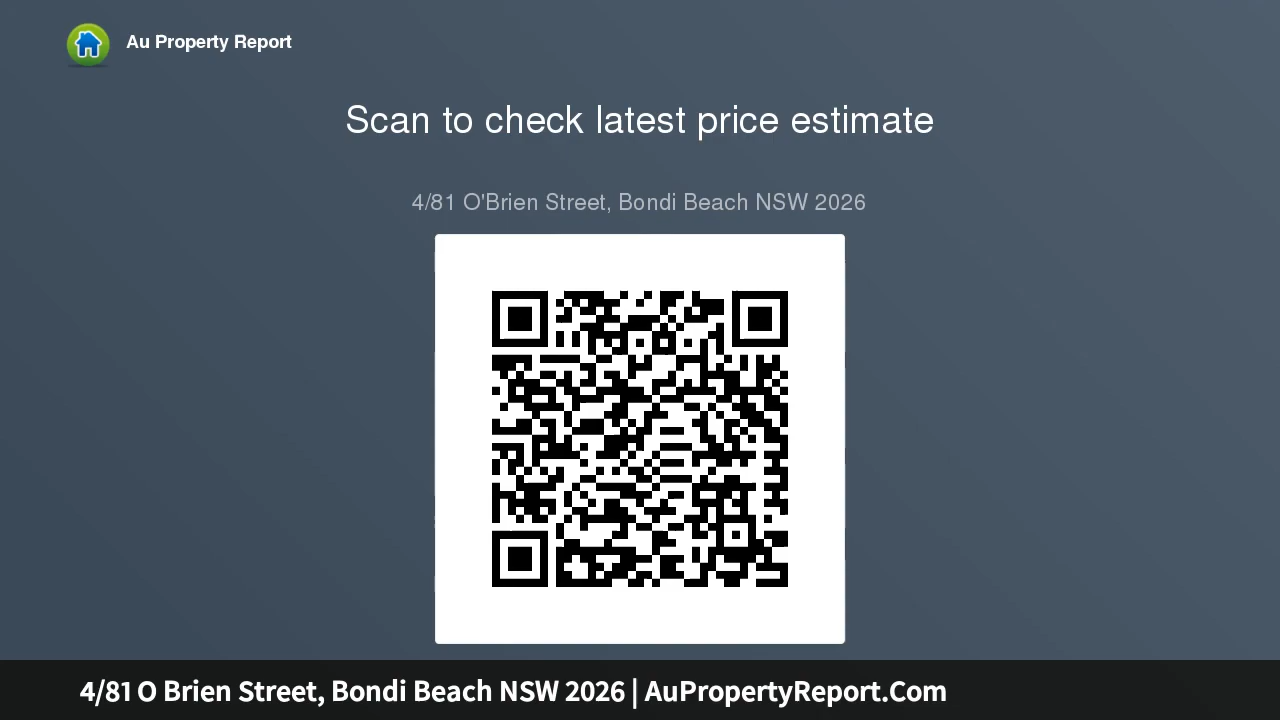 Au Property Report
Scan to check latest price estimate
4/81 O'Brien Street, Bondi Beach NSW 2026
4/81 O Brien Street, Bondi Beach NSW 2026 | AuPropertyReport.Com